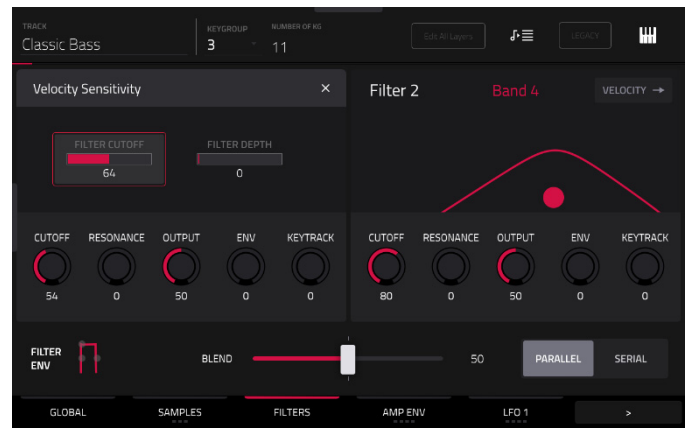 TRACK
Classic Bass
KEYGROUP
3
NUMBER OF KG
11
Edit All Layers
LEGACY
Velocity Sensitivity
×
FILTER CUTOFF
64
FILTER DEPTH
0
Filter 2
Band 4
VELOCITY →
CUTOFF RESONANCE OUTPUT ENV KEYTRACK
54 0 50 0 0
CUTOFF RESONANCE OUTPUT ENV KEYTRACK
80 0 50 0 0
FILTER
ENV
BLEND
50
PARALLEL
SERIAL
GLOBAL
SAMPLES
FILTERS
AMP ENV
LFO 1
>